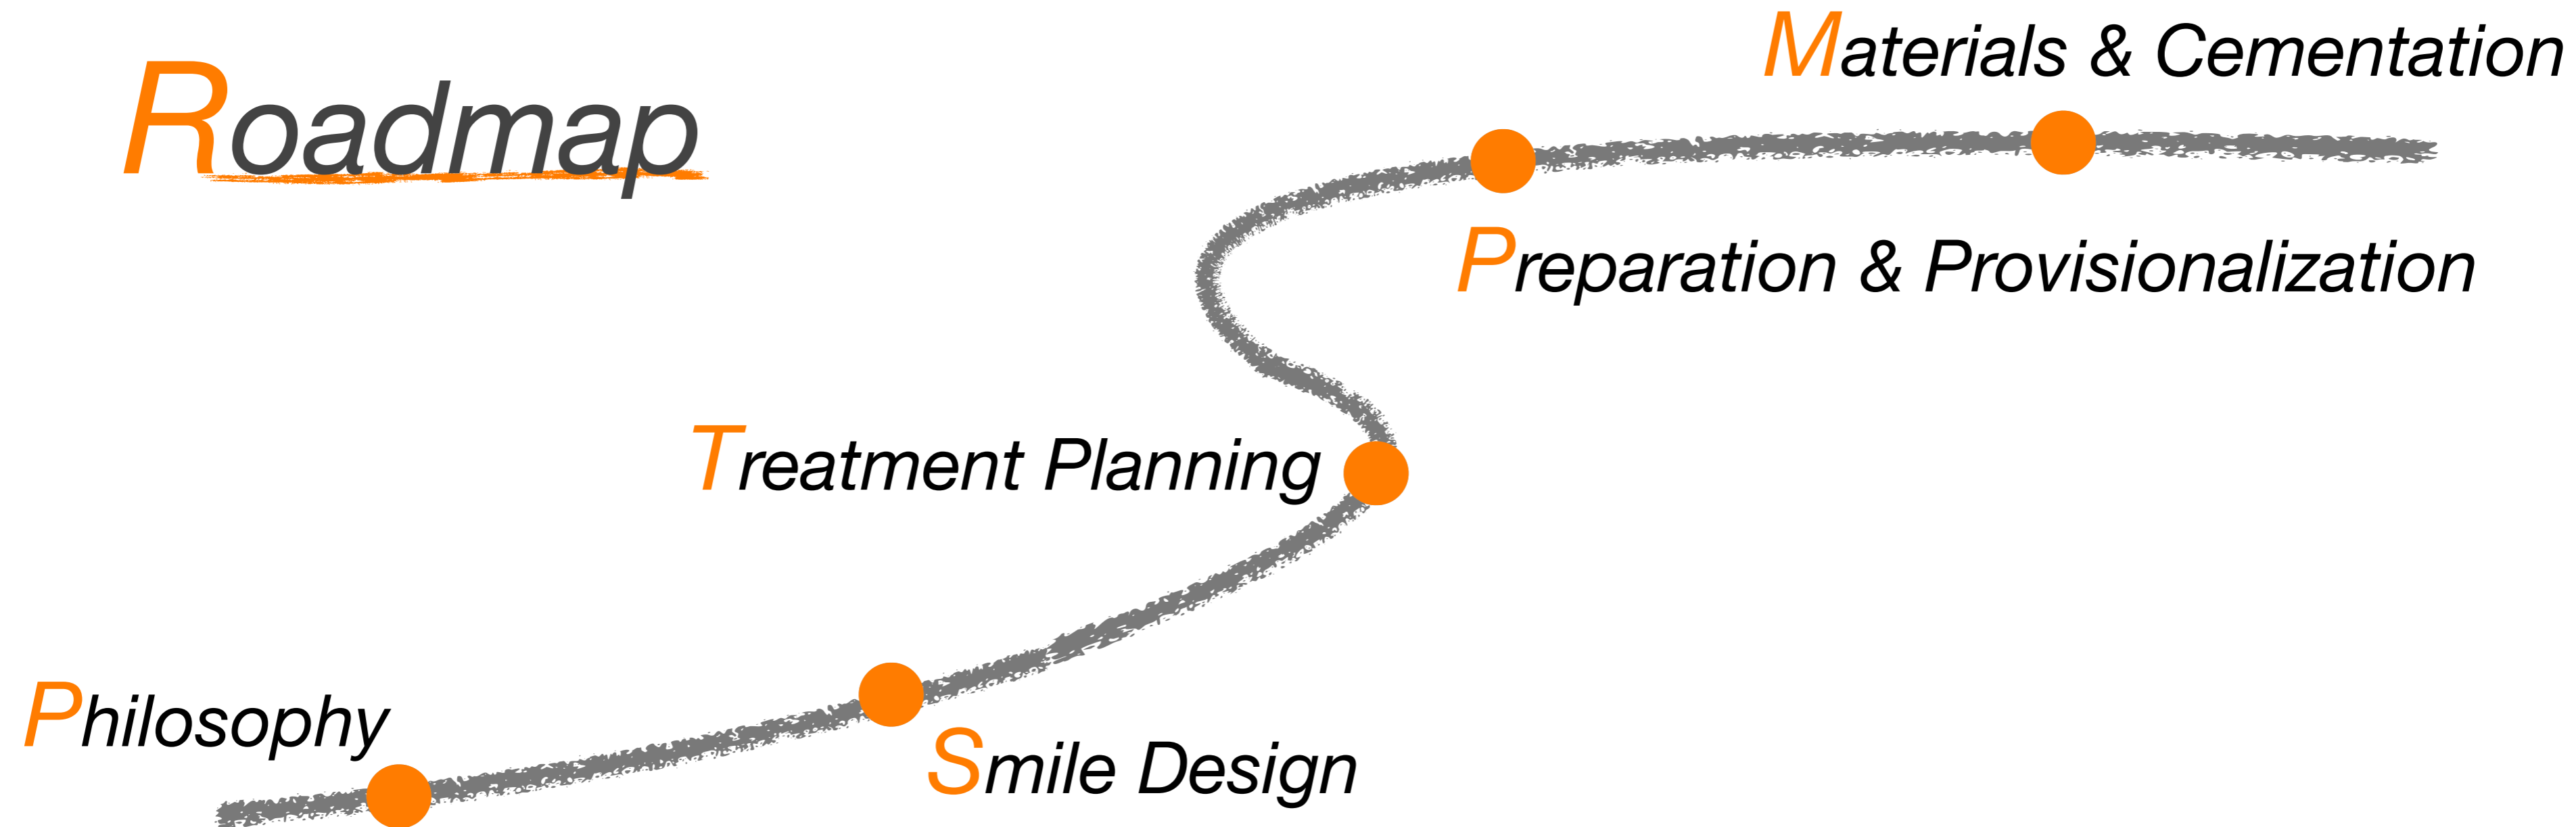 Roadmap
Materials & Cementation
Preparation & Provisionalization
Treatment Planning
Philosophy
Smile Design